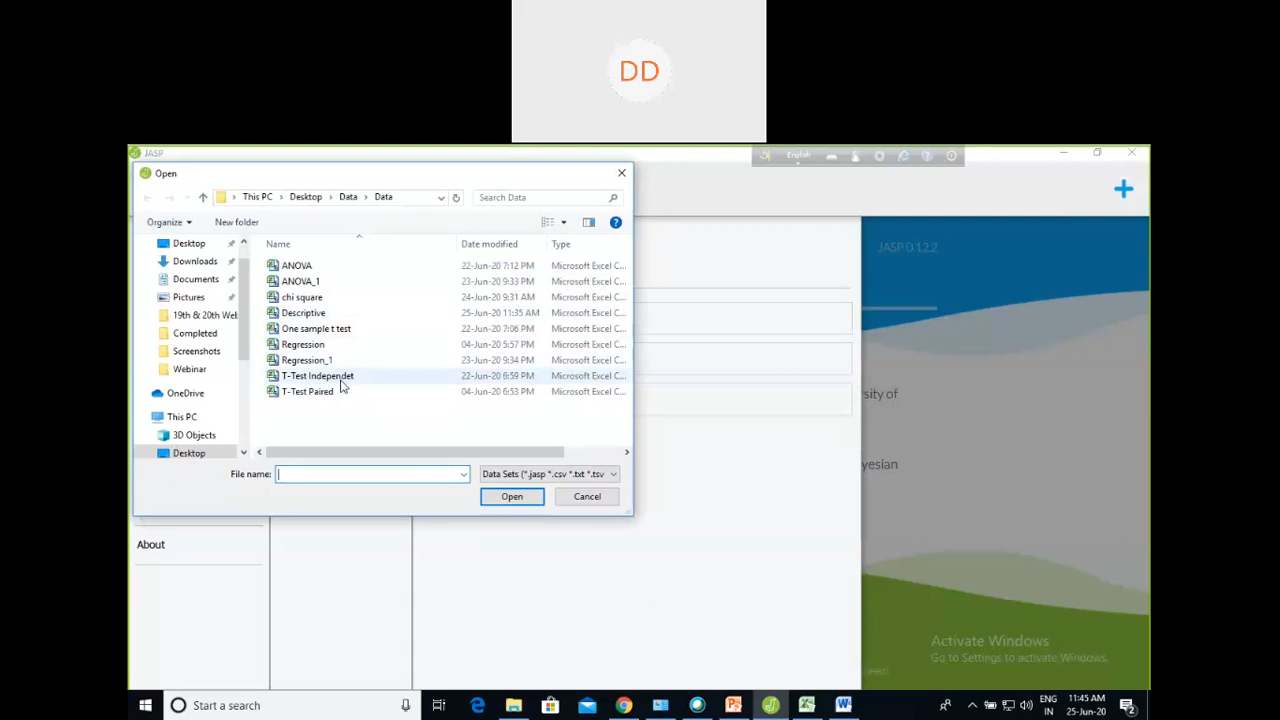 DD
JASP
English
Open
This PC > Desktop > Data > Data
Search Data
Organize
New folder
Name
Date modified
Type
Desktop
Downloads
Documents
Pictures
19th & 20th Web
Completed
Screenshots
Webinar
OneDrive
This PC
3D Objects
Desktop
ANOVA 22-Jun-20 7:12 PM Microsoft Excel C...
ANOVA_1 23-Jun-20 9:33 PM Microsoft Excel C...
chi square 24-Jun-20 9:31 AM Microsoft Excel C...
Descriptive 25-Jun-20 11:35 AM Microsoft Excel C...
One sample t test 22-Jun-20 7:06 PM Microsoft Excel C...
Regression 04-Jun-20 5:57 PM Microsoft Excel C...
Regression_1 23-Jun-20 9:34 PM Microsoft Excel C...
T-Test Independet 22-Jun-20 6:59 PM Microsoft Excel C...
T-Test Paired 04-Jun-20 6:53 PM Microsoft Excel C...
File name:
Data Sets (*.jasp *.csv *.txt *.tsv
Open
Cancel
About
JASP 0.12.2
sity of
yesian
Activate Windows
Go to Settings to activate Windows.
Start a search
ENG
IN
11:45 AM
25-Jun-20
2